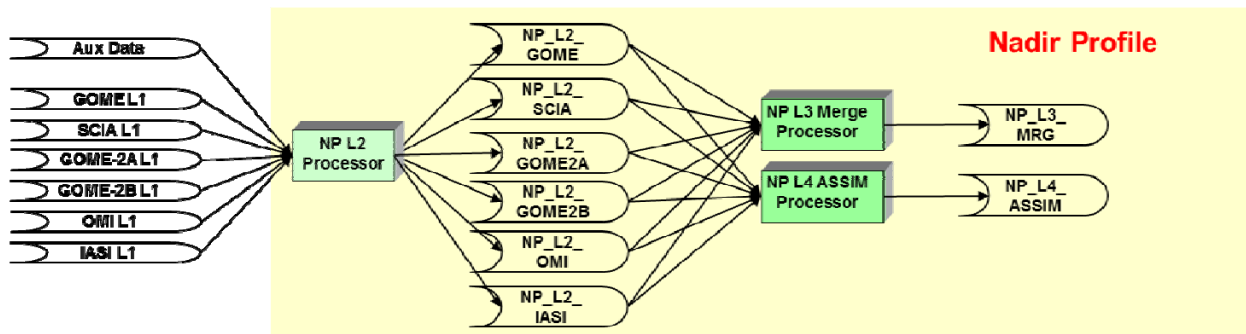 Nadir Profile
Aux Data
GOME L1
SCIA L1
GOME-2A L1
GOME-2B L1
OMI L1
IASI L1
NP L2
Processor
NP_L2_
GOME
NP_L2_
SCIA
NP_L2_
GOME2A
NP_L2_
GOME2B
NP_L2_
OMI
NP_L2_
IASI
NP L3 Merge
Processor
NP L4 ASSIM
Processor
NP_L3_
MRG
NP_L4_
ASSIM